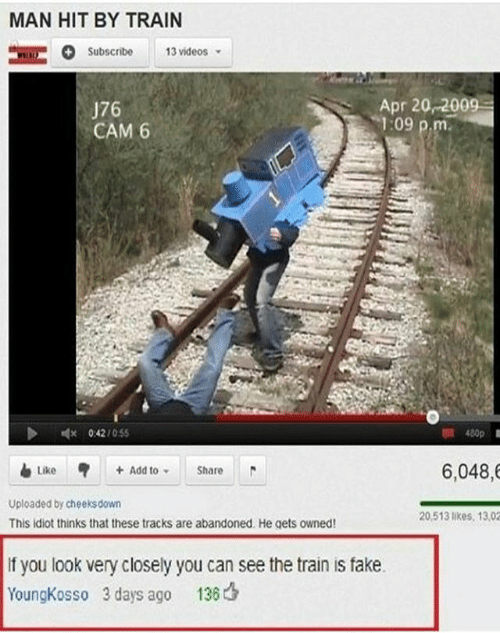 MAN HIT BY TRAIN
Subscribe 13 videos
J76
CAM 6
Apr 20, 2009
1:09 p.m.
1
0:42 / 0:55
480p
Like
+ Add to
Share
6,048,6
Uploaded by cheeksdown
20,513 likes, 13,02
This idiot thinks that these tracks are abandoned. He gets owned!
If you look very closely you can see the train is fake.
YoungKosso 3 days ago 136